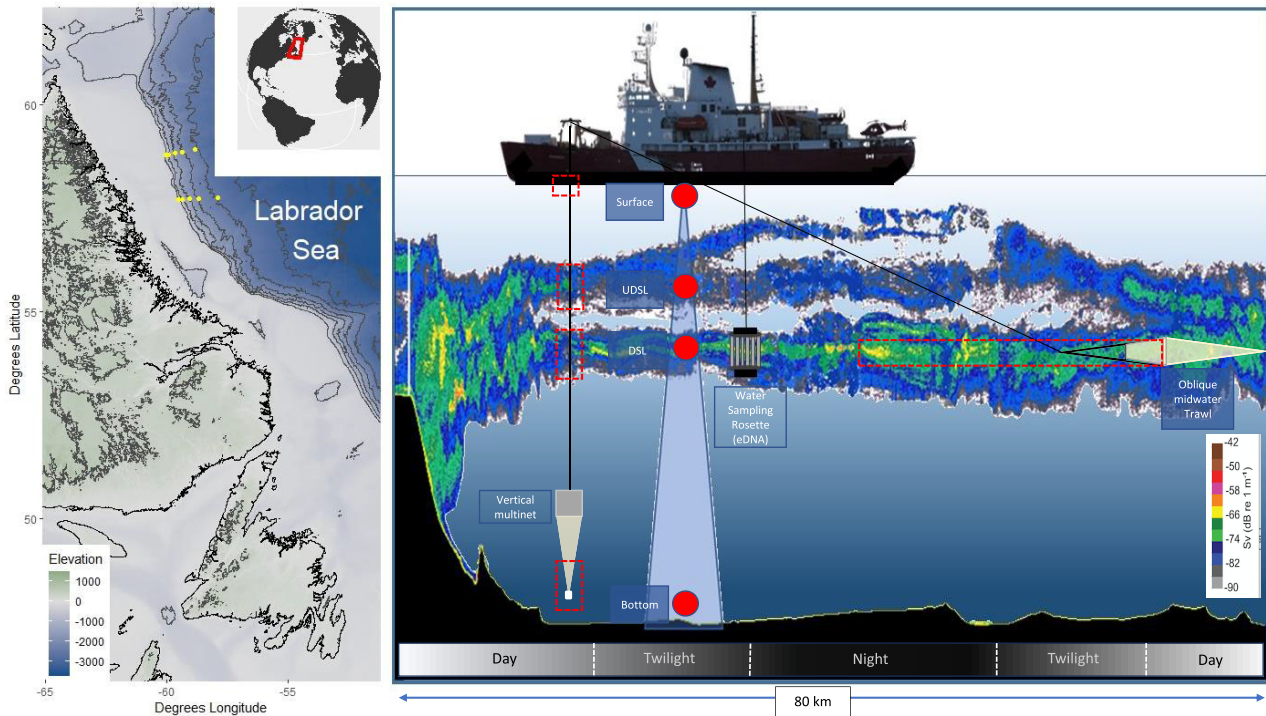 60
55
50
Degrees Latitude
-65
-60
-55
Degrees Longitude
Labrador
Sea
Elevation
1000
0
-1000
-2000
-3000
Surface
UDSL
DSL
Water
Sampling
Rosette
(eDNA)
Oblique
midwater
Trawl
Vertical
multinet
Bottom
-42
-50
-58
-66
-74
-82
-90
Sv (dB re 1 m⁻¹)
Day
Twilight
Night
Twilight
Day
80 km